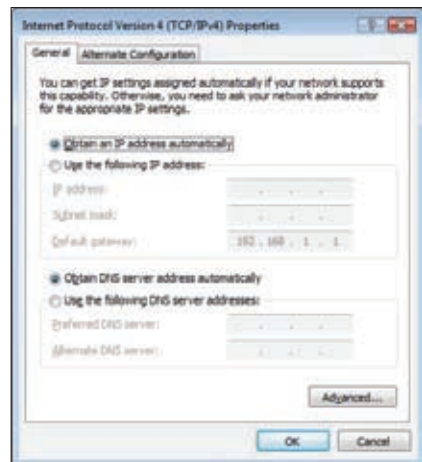 Internet Protocol Version 4 (TCP/IPv4) Properties
General
Alternate Configuration
You can get IP settings assigned automatically if your network supports
this capability. Otherwise, you need to ask your network administrator
for the appropriate IP settings.
Obtain an IP address automatically
Use the following IP address:
IP address:
Subnet mask:
Default gateway:
192 . 168 . 1 . 1
Obtain DNS server address automatically
Use the following DNS server addresses:
Preferred DNS server:
Alternate DNS server:
Advanced...
OK
Cancel